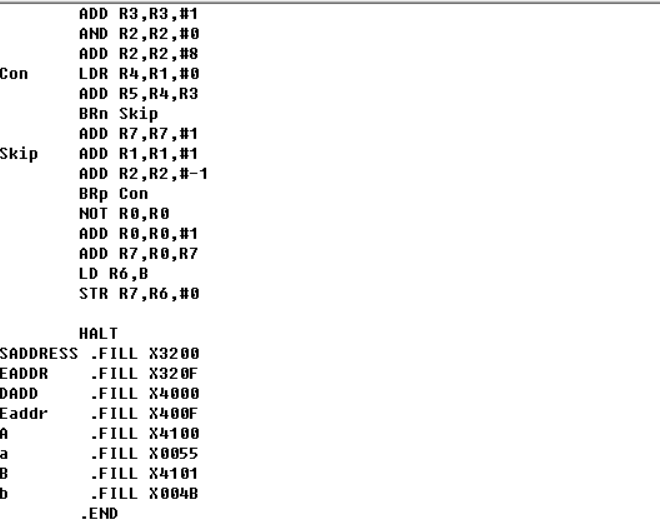 ADD R3,R3,#1
AND R2,R2,#0
ADD R2,R2,#8
Con LDR R4,R1,#0
ADD R5,R4,R3
BRn Skip
ADD R7,R7,#1
Skip ADD R1,R1,#1
ADD R2,R2,#-1
BRp Con
NOT R0,R0
ADD R0,R0,#1
ADD R7,R0,R7
LD R6,B
STR R7,R6,#0
HALT
SADDRESS .FILL X3200
EADDR .FILL X320F
DADD .FILL X4000
Eaddr .FILL X400F
A .FILL X4100
a .FILL X0055
B .FILL X4101
b .FILL X004B
.END